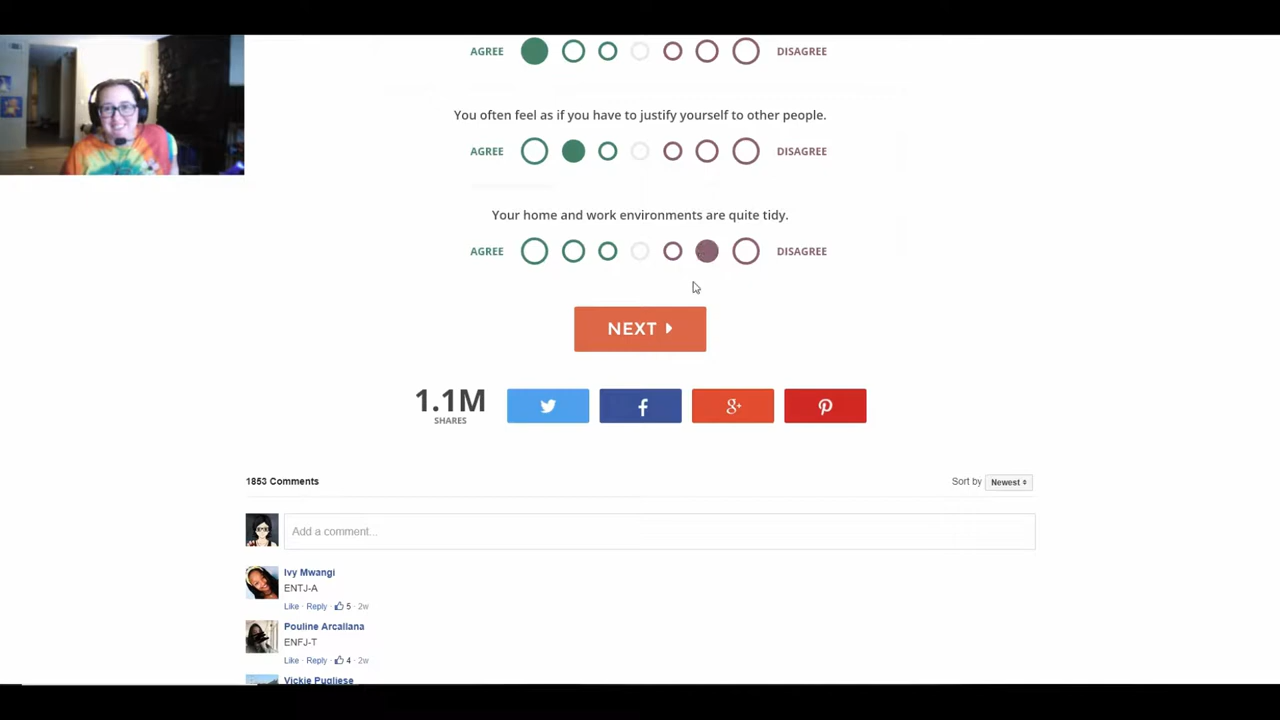 AGREE DISAGREE
You often feel as if you have to justify yourself to other people.
AGREE DISAGREE
Your home and work environments are quite tidy.
AGREE DISAGREE
NEXT
1.1M
SHARES
1853 Comments
Sort by Newest
Add a comment...
Ivy Mwangi
ENTJ-A
Like · Reply · 5 · 2w
Pouline Arcallana
ENFJ-T
Like · Reply · 4 · 2w
Vickie Pugliese